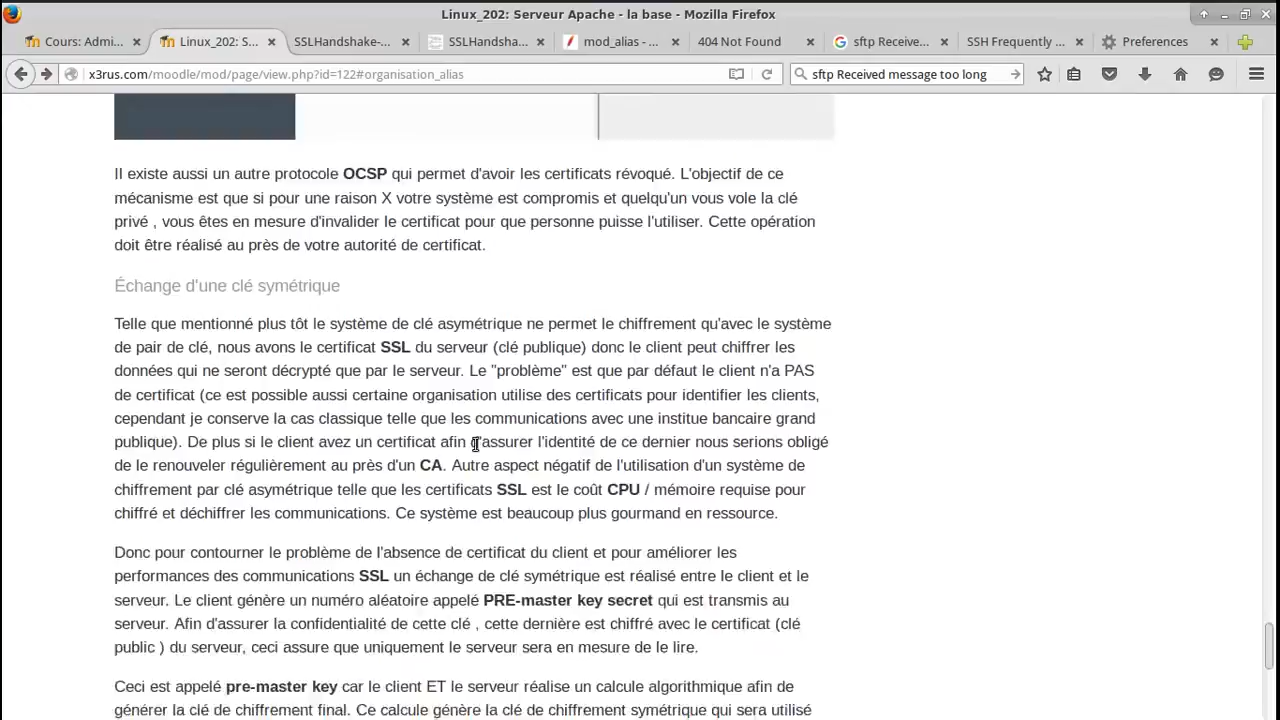 Linux_202: Serveur Apache - la base - Mozilla Firefox
Cours: Admi... Linux_202: S... SSLHandshake-... SSLHandsha... mod_alias - ... 404 Not Found sftp Receive... SSH Frequently ... Preferences
x3rus.com/moodle/mod/page/view.php?id=122#organisation_alias sftp Received message too long
Il existe aussi un autre protocole OCSP qui permet d'avoir les certificats révoqué. L'objectif de ce
mécanisme est que si pour une raison X votre système est compromis et quelqu'un vous vole la clé
privé , vous êtes en mesure d'invalider le certificat pour que personne puisse l'utiliser. Cette opération
doit être réalisé au près de votre autorité de certificat.
Échange d'une clé symétrique
Telle que mentionné plus tôt le système de clé asymétrique ne permet le chiffrement qu'avec le système
de pair de clé, nous avons le certificat SSL du serveur (clé publique) donc le client peut chiffrer les
données qui ne seront décrypté que par le serveur. Le "problème" est que par défaut le client n'a PAS
de certificat (ce est possible aussi certaine organisation utilise des certificats pour identifier les clients,
cependant je conserve la cas classique telle que les communications avec une institue bancaire grand
publique). De plus si le client avez un certificat afin d'assurer l'identité de ce dernier nous serions obligé
de le renouveler régulièrement au près d'un CA. Autre aspect négatif de l'utilisation d'un système de
chiffrement par clé asymétrique telle que les certificats SSL est le coût CPU / mémoire requise pour
chiffré et déchiffrer les communications. Ce système est beaucoup plus gourmand en ressource.
Donc pour contourner le problème de l'absence de certificat du client et pour améliorer les
performances des communications SSL un échange de clé symétrique est réalisé entre le client et le
serveur. Le client génère un numéro aléatoire appelé PRE-master key secret qui est transmis au
serveur. Afin d'assurer la confidentialité de cette clé , cette dernière est chiffré avec le certificat (clé
public ) du serveur, ceci assure que uniquement le serveur sera en mesure de le lire.
Ceci est appelé pre-master key car le client ET le serveur réalise un calcule algorithmique afin de
générer la clé de chiffrement final. Ce calcule génère la clé de chiffrement symétrique qui sera utilisé